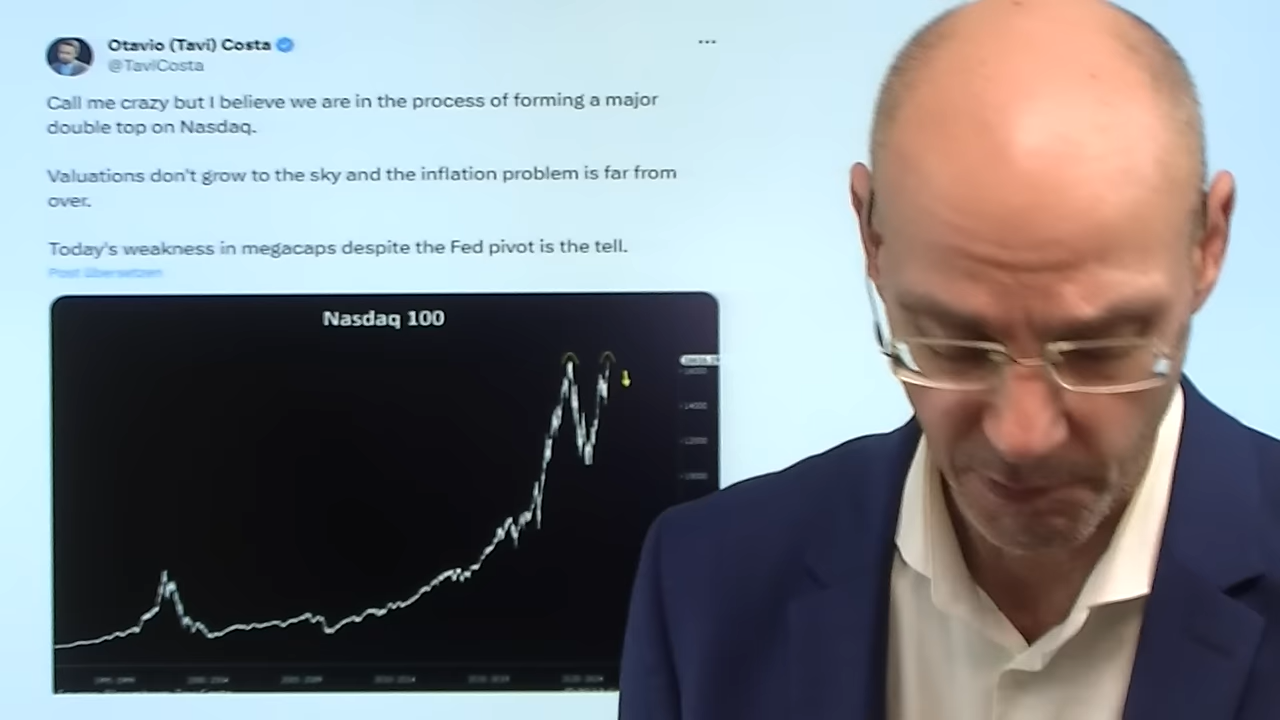 Otavio (Tavi) Costa
@TaviCosta
Call me crazy but I believe we are in the process of forming a major
double top on Nasdaq.
Valuations don't grow to the sky and the inflation problem is far from
over.
Today's weakness in megacaps despite the Fed pivot is the tell.
Post übersetzen
Nasdaq 100
14000
12000